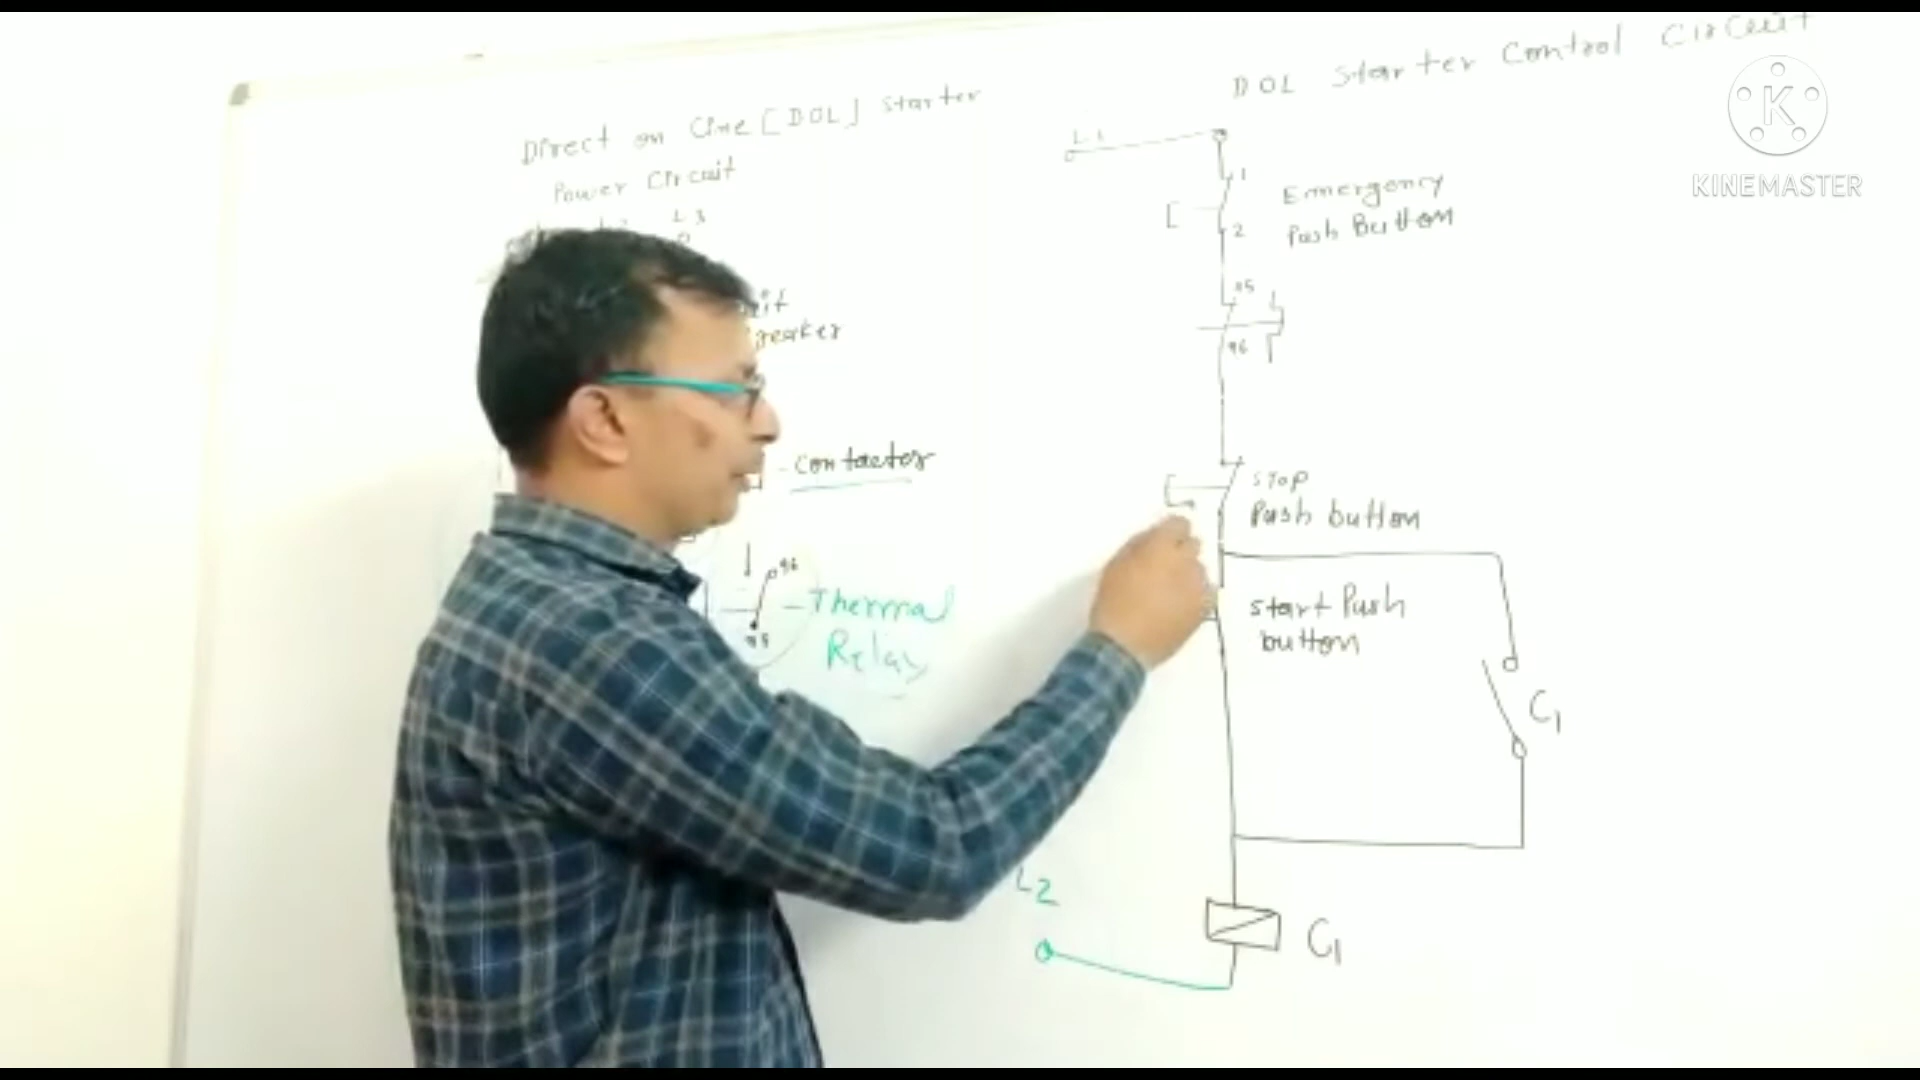 Direct on Line [DOL] Starter
Power Circuit
L3
Breaker
Contactor
96
95
Thermal
Relay
DOL Starter Control Circuit
L1
1
Emergency
Push Button
2
95
96
STOP
Push button
Start Push
button
C1
L2
C1
K
KINEMASTER